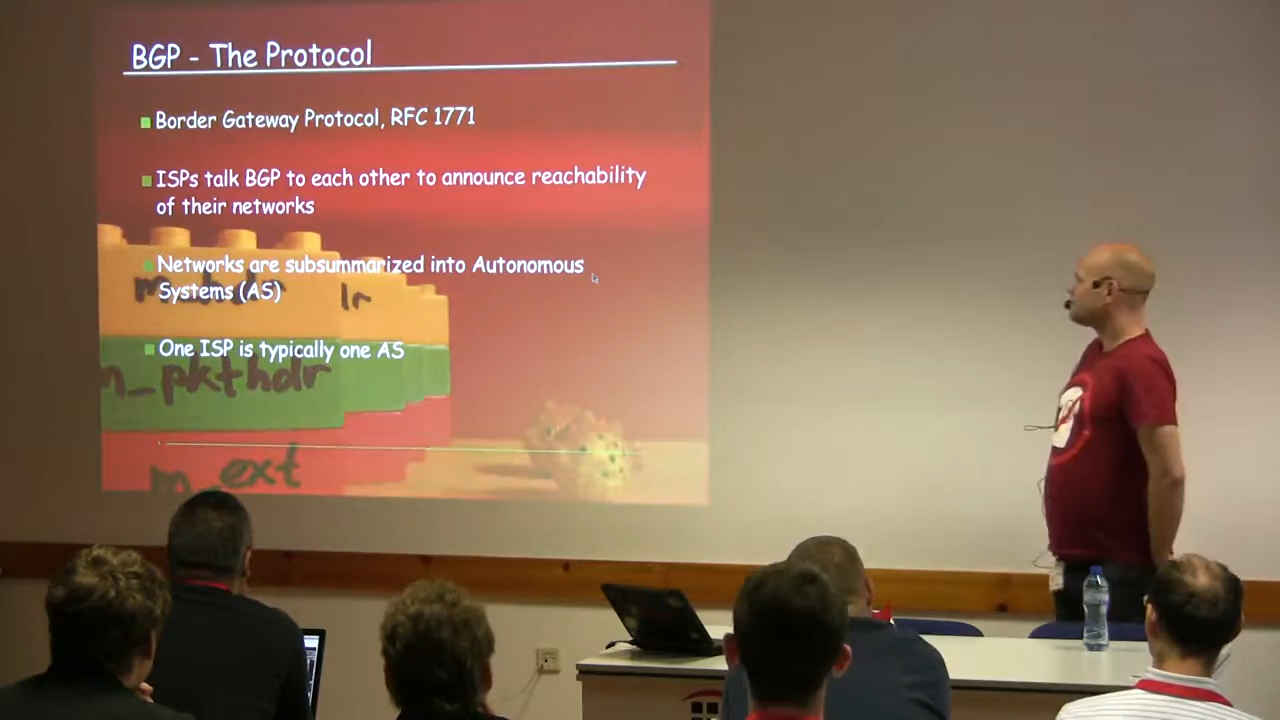 BGP - The Protocol
Border Gateway Protocol, RFC 1771
ISPs talk BGP to each other to announce reachability
of their networks
Networks are subsummarized into Autonomous
Systems (AS)
One ISP is typically one AS
m_pkthdr
m_ext